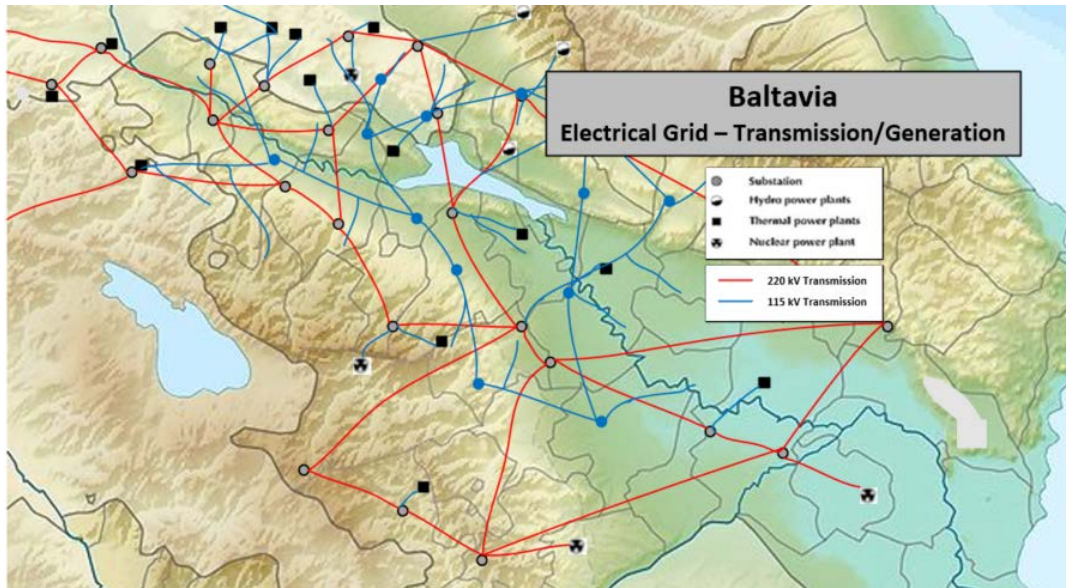 Baltavia
Electrical Grid – Transmission/Generation
Substation
Hydro power plants
Thermal power plants
Nuclear power plant
220 kV Transmission
115 kV Transmission